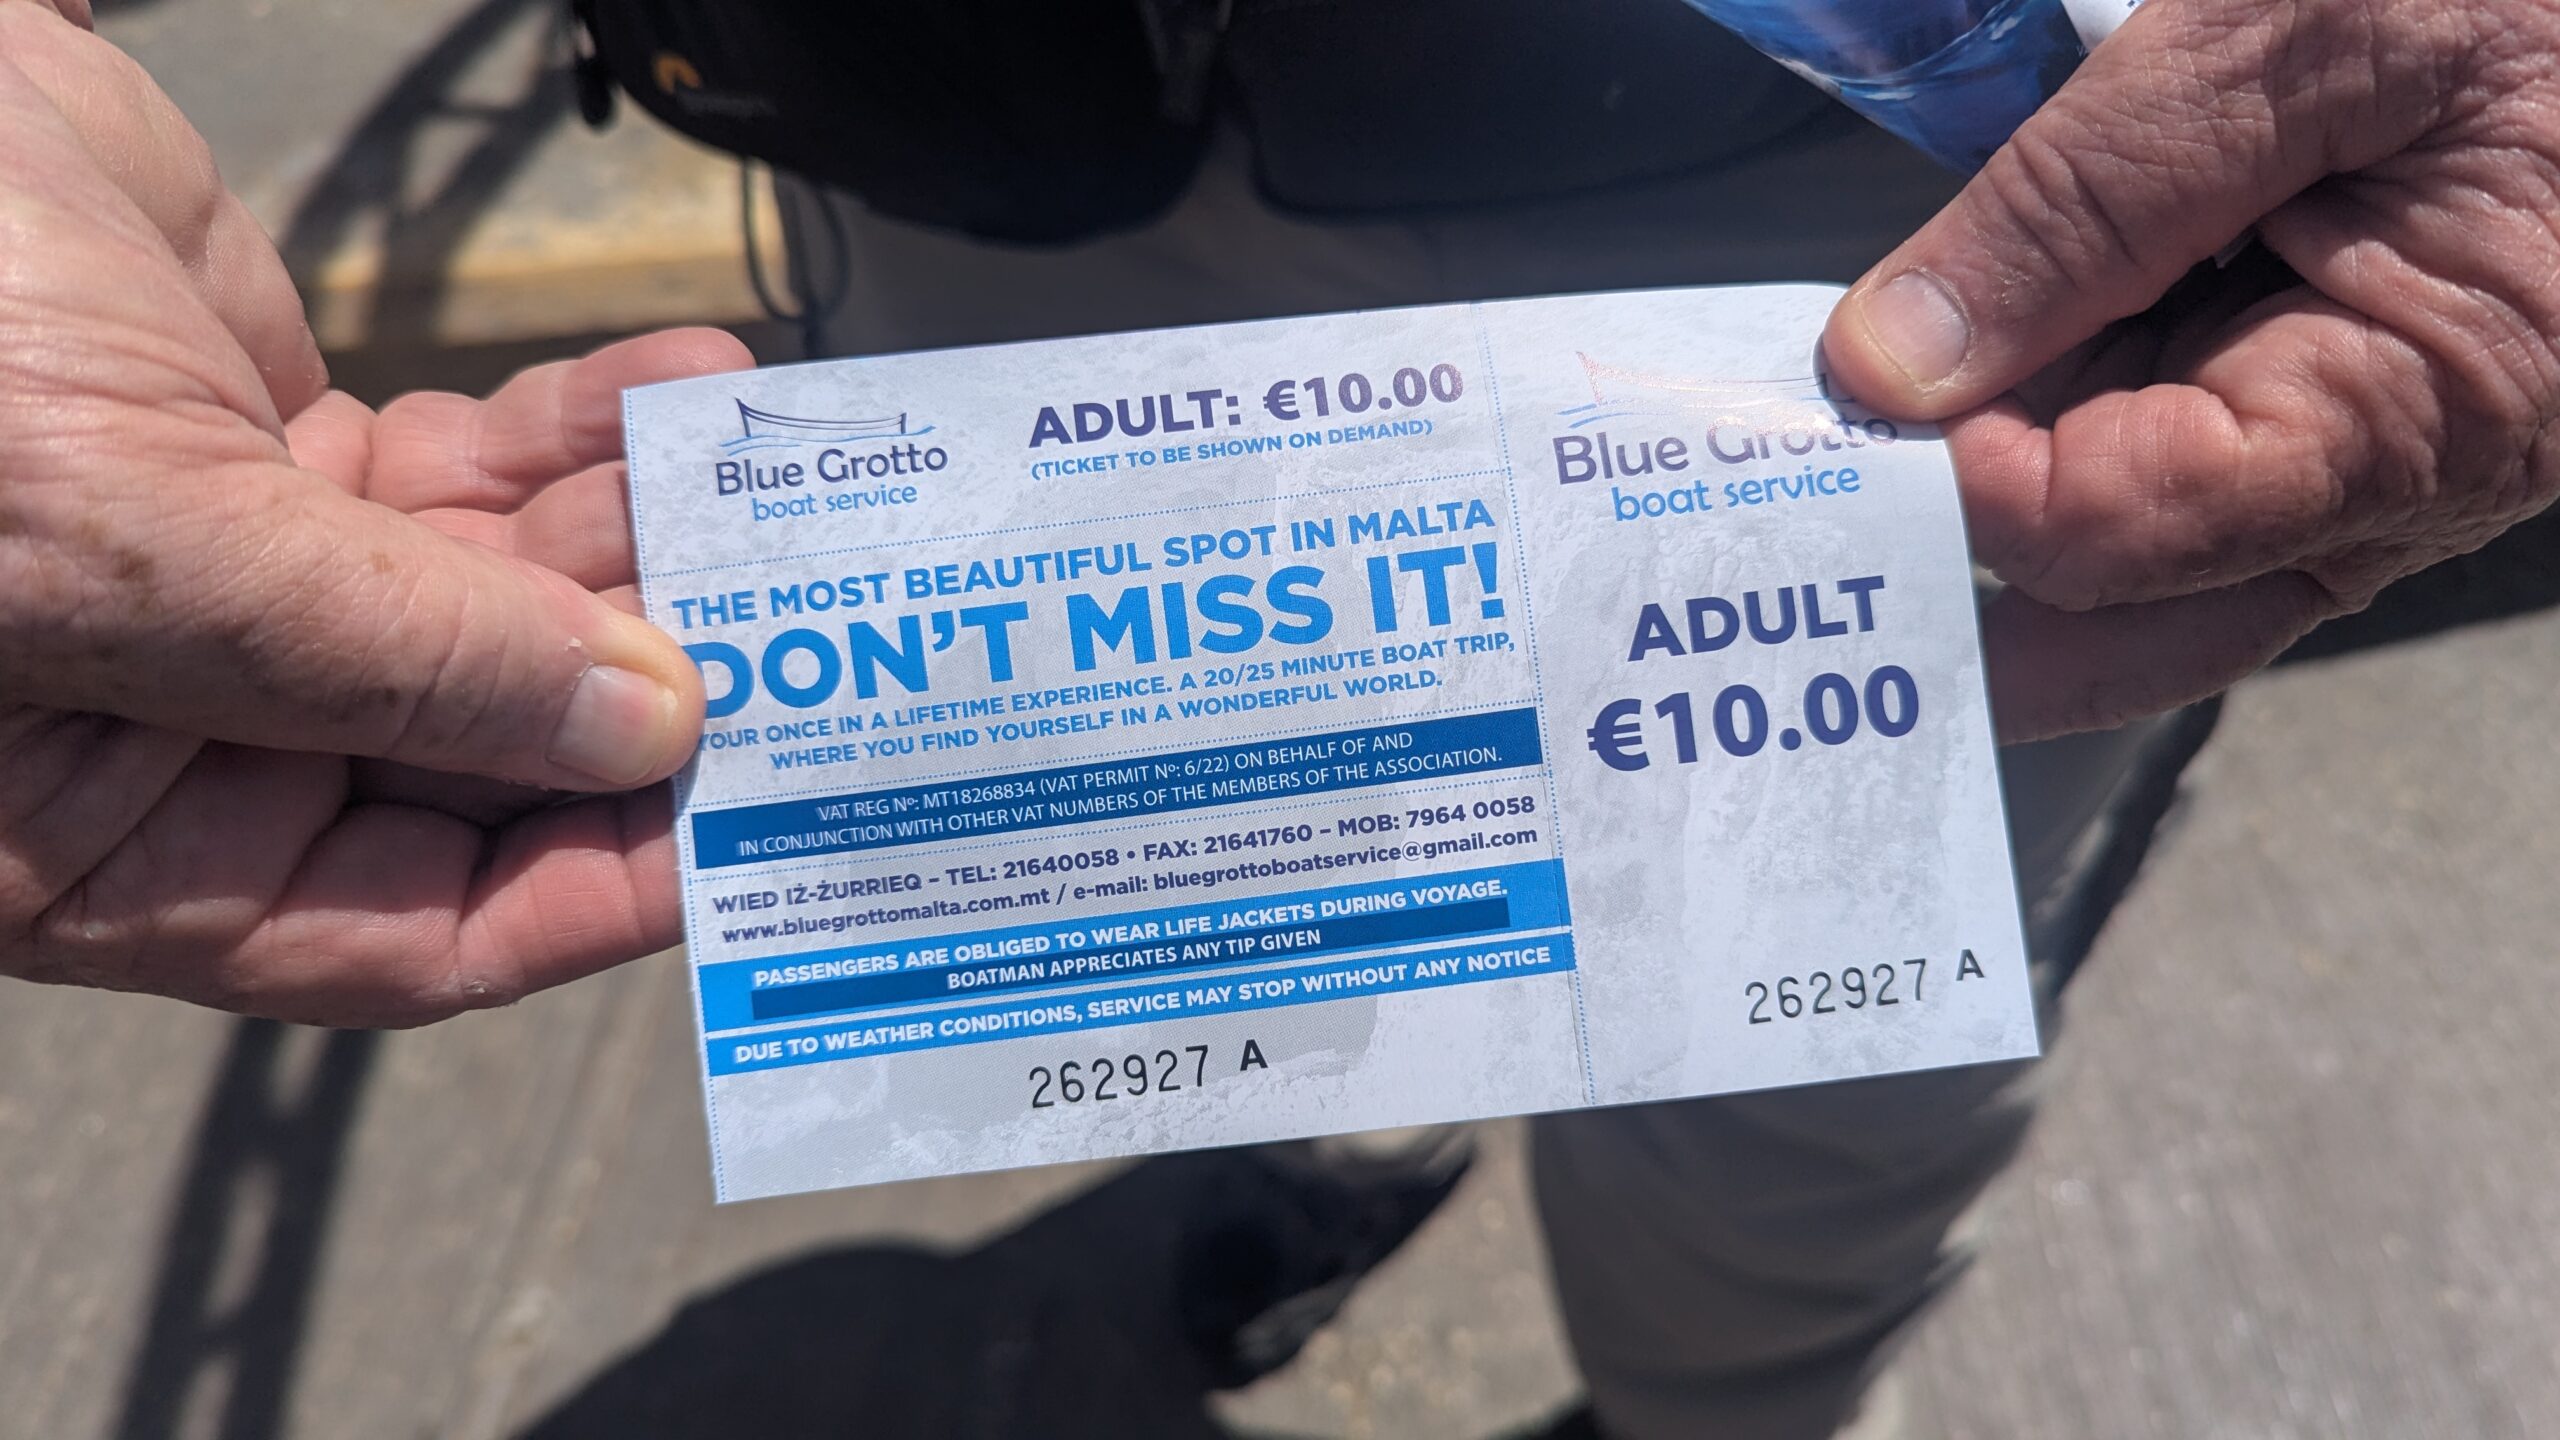 Blue Grotto
boat service
ADULT: €10.00
(TICKET TO BE SHOWN ON DEMAND)
THE MOST BEAUTIFUL SPOT IN MALTA
DON'T MISS IT!
YOUR ONCE IN A LIFETIME EXPERIENCE. A 20/25 MINUTE BOAT TRIP,
WHERE YOU FIND YOURSELF IN A WONDERFUL WORLD.
VAT REG Nº: MT18268834 (VAT PERMIT Nº: 6/22) ON BEHALF OF AND
IN CONJUNCTION WITH OTHER VAT NUMBERS OF THE MEMBERS OF THE ASSOCIATION.
WIED IŻ-ŻURRIEQ – TEL: 21640058 • FAX: 21641760 – MOB: 7964 0058
www.bluegrottomalta.com.mt / e-mail: bluegrottoboatservice@gmail.com
PASSENGERS ARE OBLIGED TO WEAR LIFE JACKETS DURING VOYAGE.
BOATMAN APPRECIATES ANY TIP GIVEN
DUE TO WEATHER CONDITIONS, SERVICE MAY STOP WITHOUT ANY NOTICE
262927 A
Blue Grotto
boat service
ADULT
€10.00
262927 A